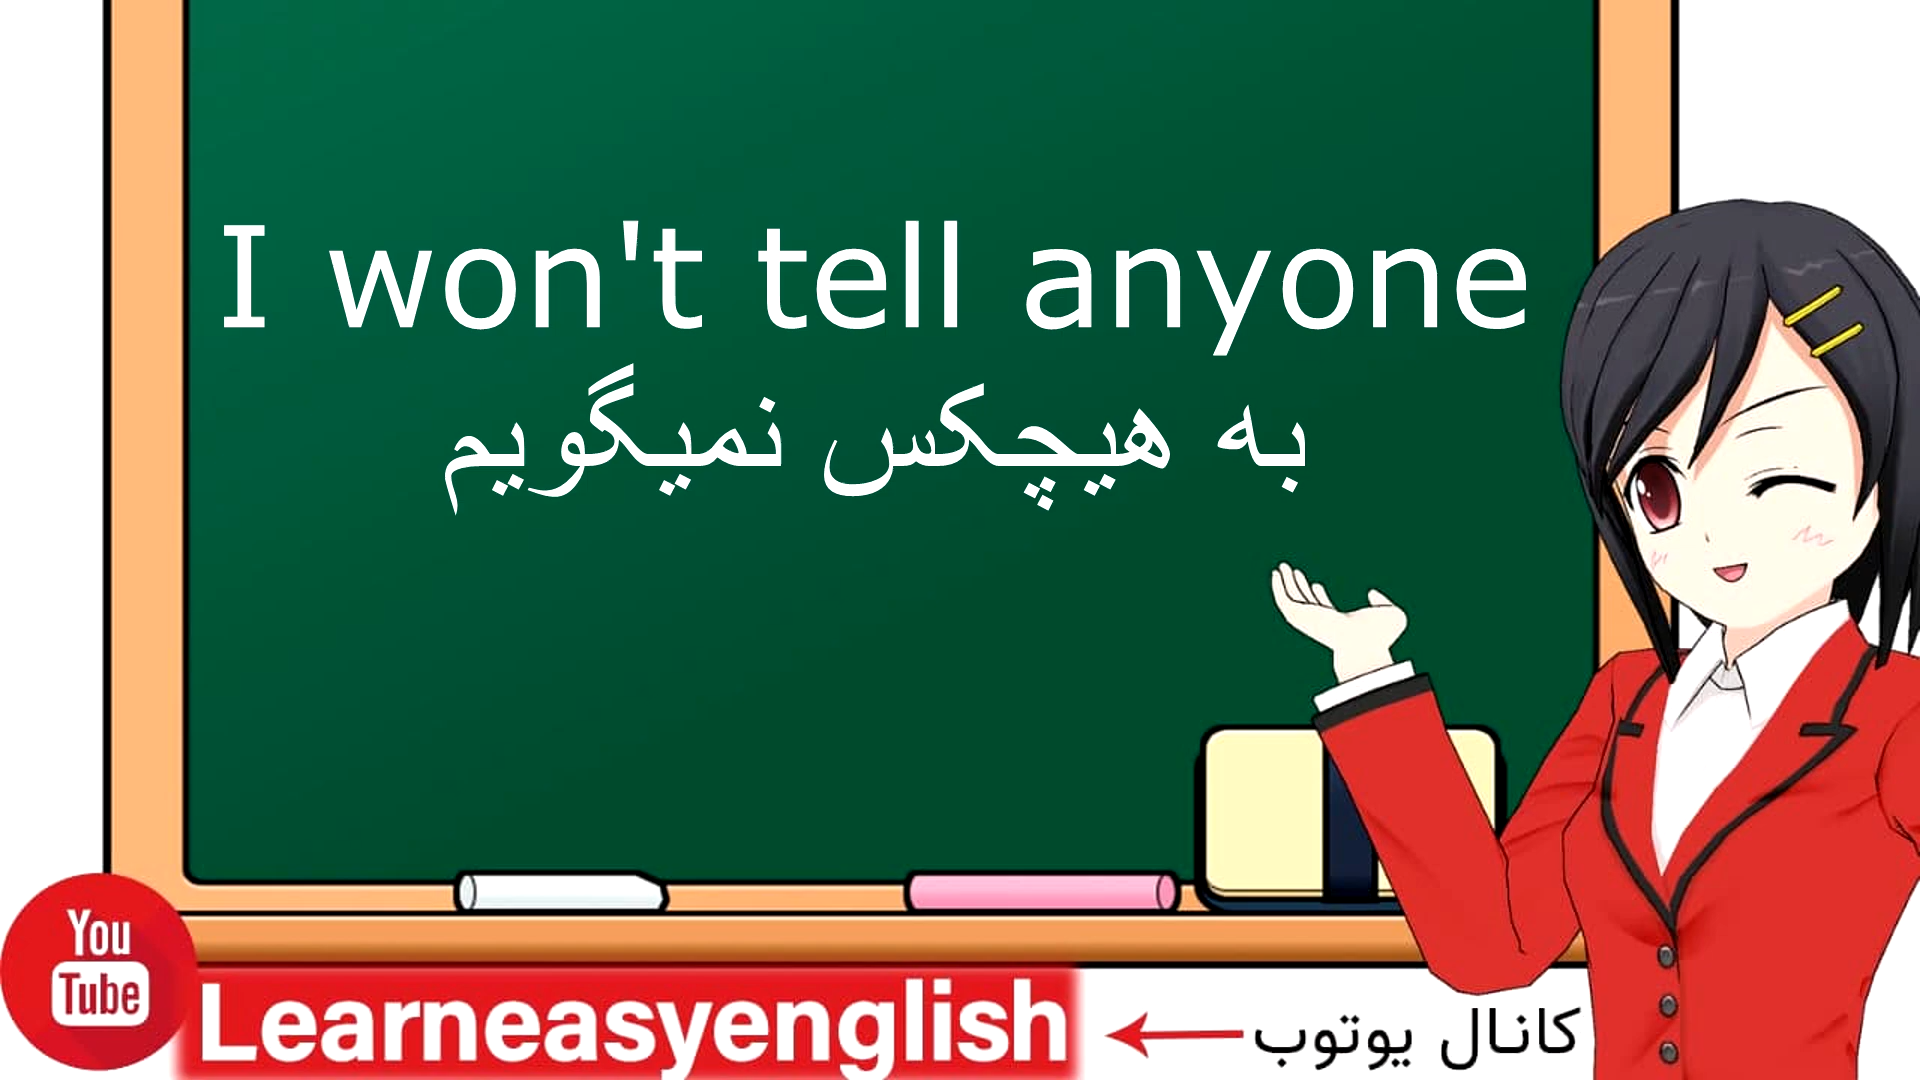 I won't tell anyone
به هیچکس نمیگویم
You
Tube
Learneasyenglish
کانال یوتوب